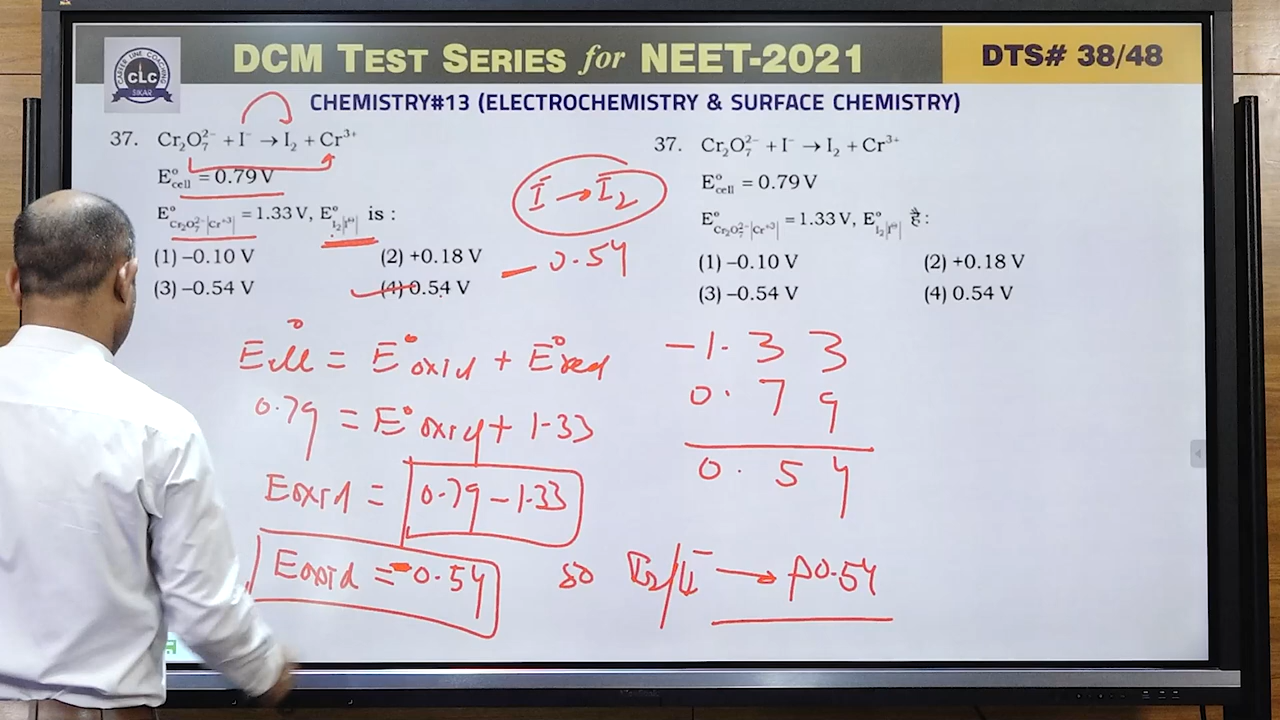 DCM TEST SERIES for NEET-2021
DTS# 38/48
CAREER LINE COACHING
CLC
SIKAR
CHEMISTRY#13 (ELECTROCHEMISTRY & SURFACE CHEMISTRY)
37. Cr₂O₇²⁻ + I⁻ → I₂ + Cr³⁺
E°cell = 0.79 V
E°Cr₂O₇²⁻|Cr⁺³| = 1.33 V, E°I₂|I⊖| is :
(1) –0.10 V (2) +0.18 V
(3) –0.54 V (4) 0.54 V
I⁻ → I₂
– 0.54
37. Cr₂O₇²⁻ + I⁻ → I₂ + Cr³⁺
E°cell = 0.79 V
E°Cr₂O₇²⁻|Cr⁺³| = 1.33 V, E°I₂|I⊖| है :
(1) –0.10 V (2) +0.18 V
(3) –0.54 V (4) 0.54 V
E°cell = E°oxid + E°red
0.79 = E°oxid + 1.33
Eoxid = 0.79 – 1.33
Eoxid = –0.54
–1.33
0.79
0.54
so I₂/I⁻ → 0.54